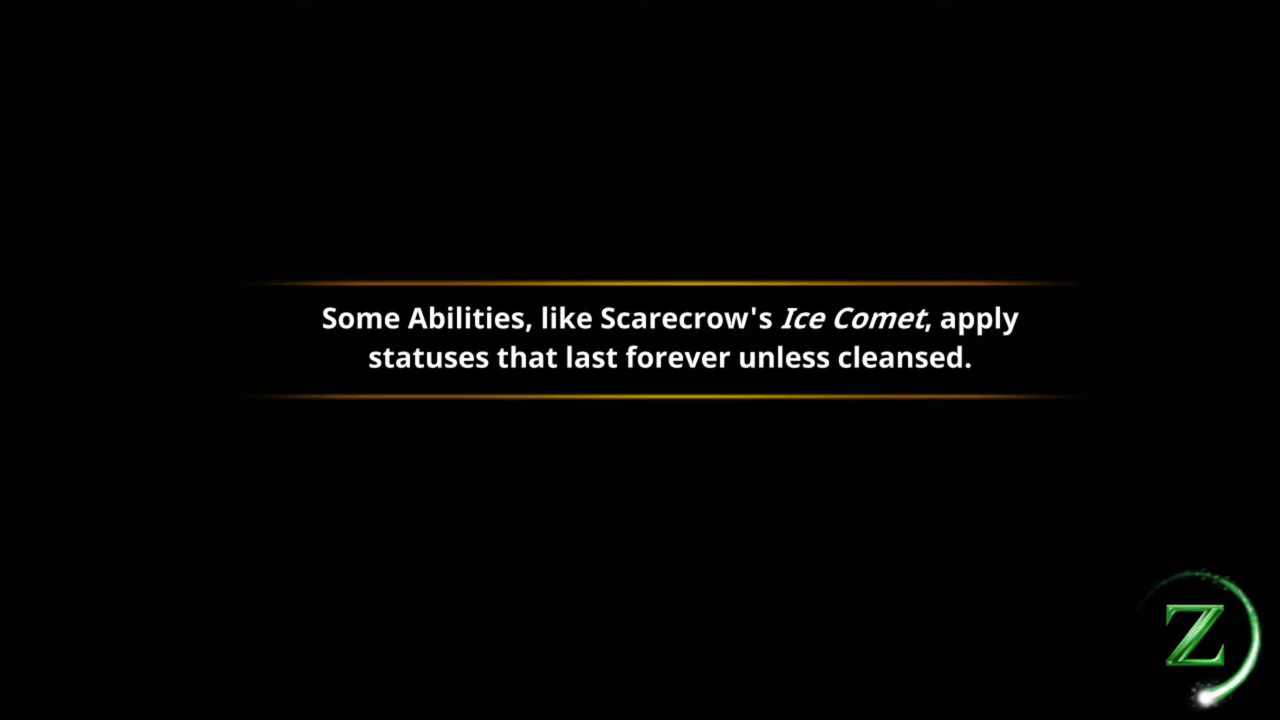 Some Abilities, like Scarecrow's Ice Comet, apply
statuses that last forever unless cleansed.
Z